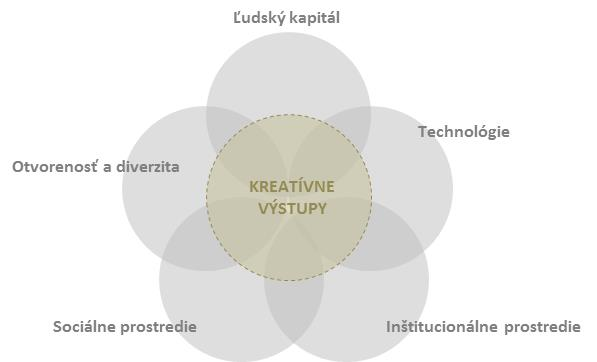 Ľudský kapitál
Technológie
Otvorenosť a diverzita
KREATÍVNE
VÝSTUPY
Sociálne prostredie
Inštitucionálne prostredie